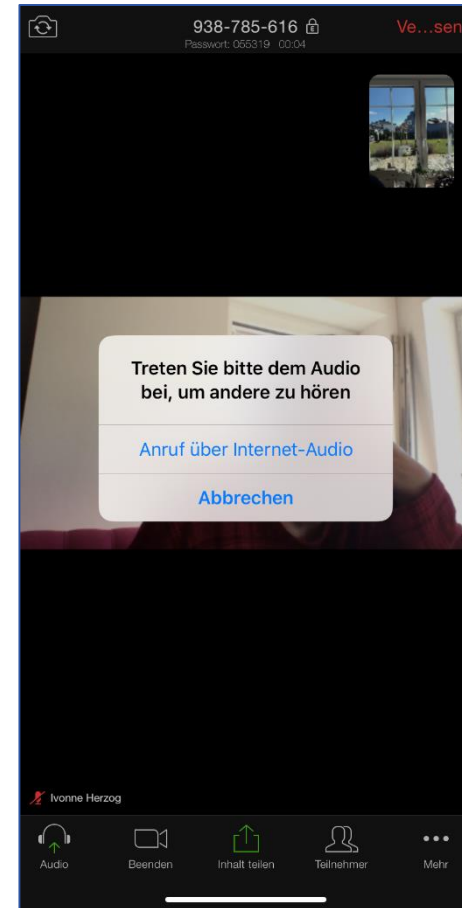 938-785-616
Ve...sen
Passwort: 055319 00:04
Treten Sie bitte dem Audio
bei, um andere zu hören
Anruf über Internet-Audio
Abbrechen
Ivonne Herzog
Audio
Beenden
Inhalt teilen
Teilnehmer
Mehr